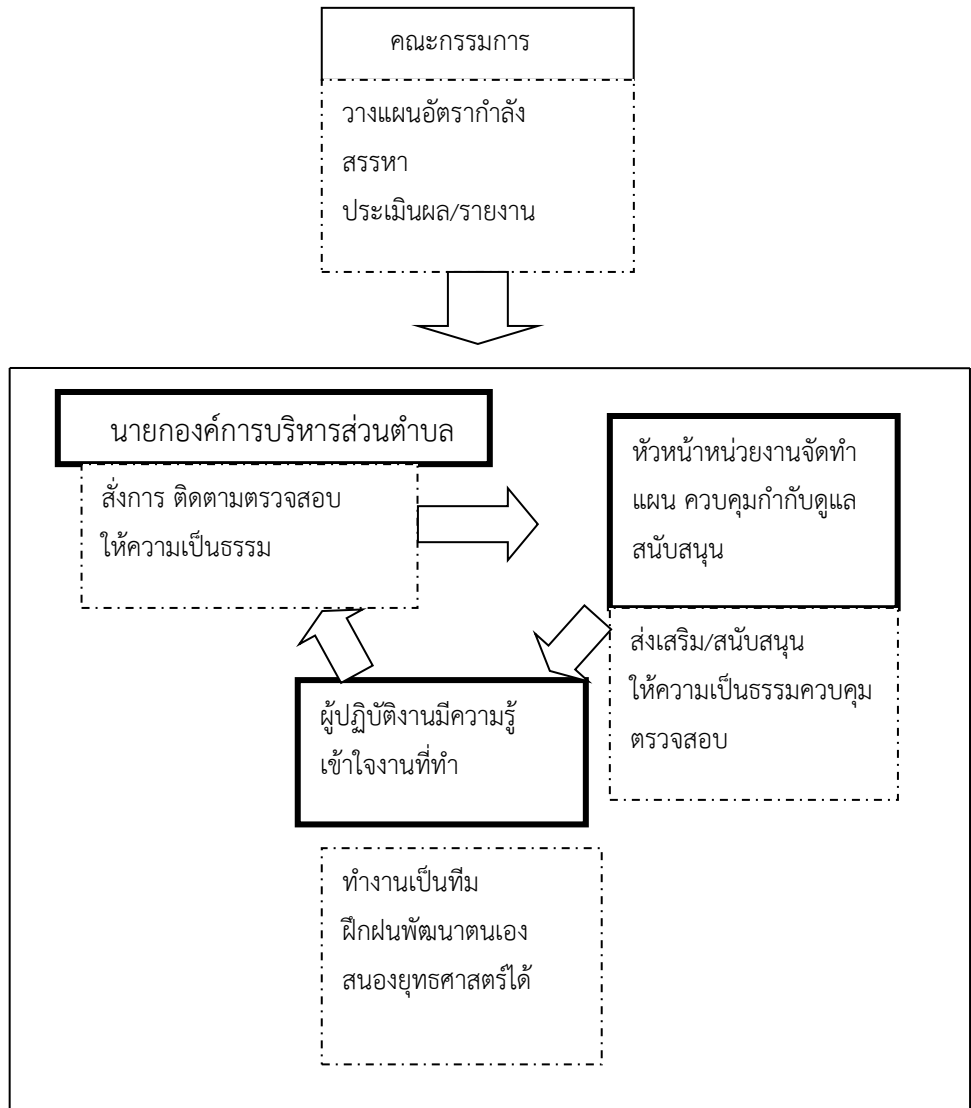 คณะกรรมการ
วางแผนอัตรากำลัง
สรรหา
ประเมินผล/รายงาน
นายกองค์การบริหารส่วนตำบล
สั่งการ ติดตามตรวจสอบ
ให้ความเป็นธรรม
หัวหน้าหน่วยงานจัดทำ
แผน ควบคุมกำกับดูแล
สนับสนุน
ส่งเสริม/สนับสนุน
ให้ความเป็นธรรมควบคุม
ตรวจสอบ
ผู้ปฏิบัติงานมีความรู้
เข้าใจงานที่ทำ
ทำงานเป็นทีม
ฝึกฝนพัฒนาตนเอง
สนองยุทธศาสตร์ได้